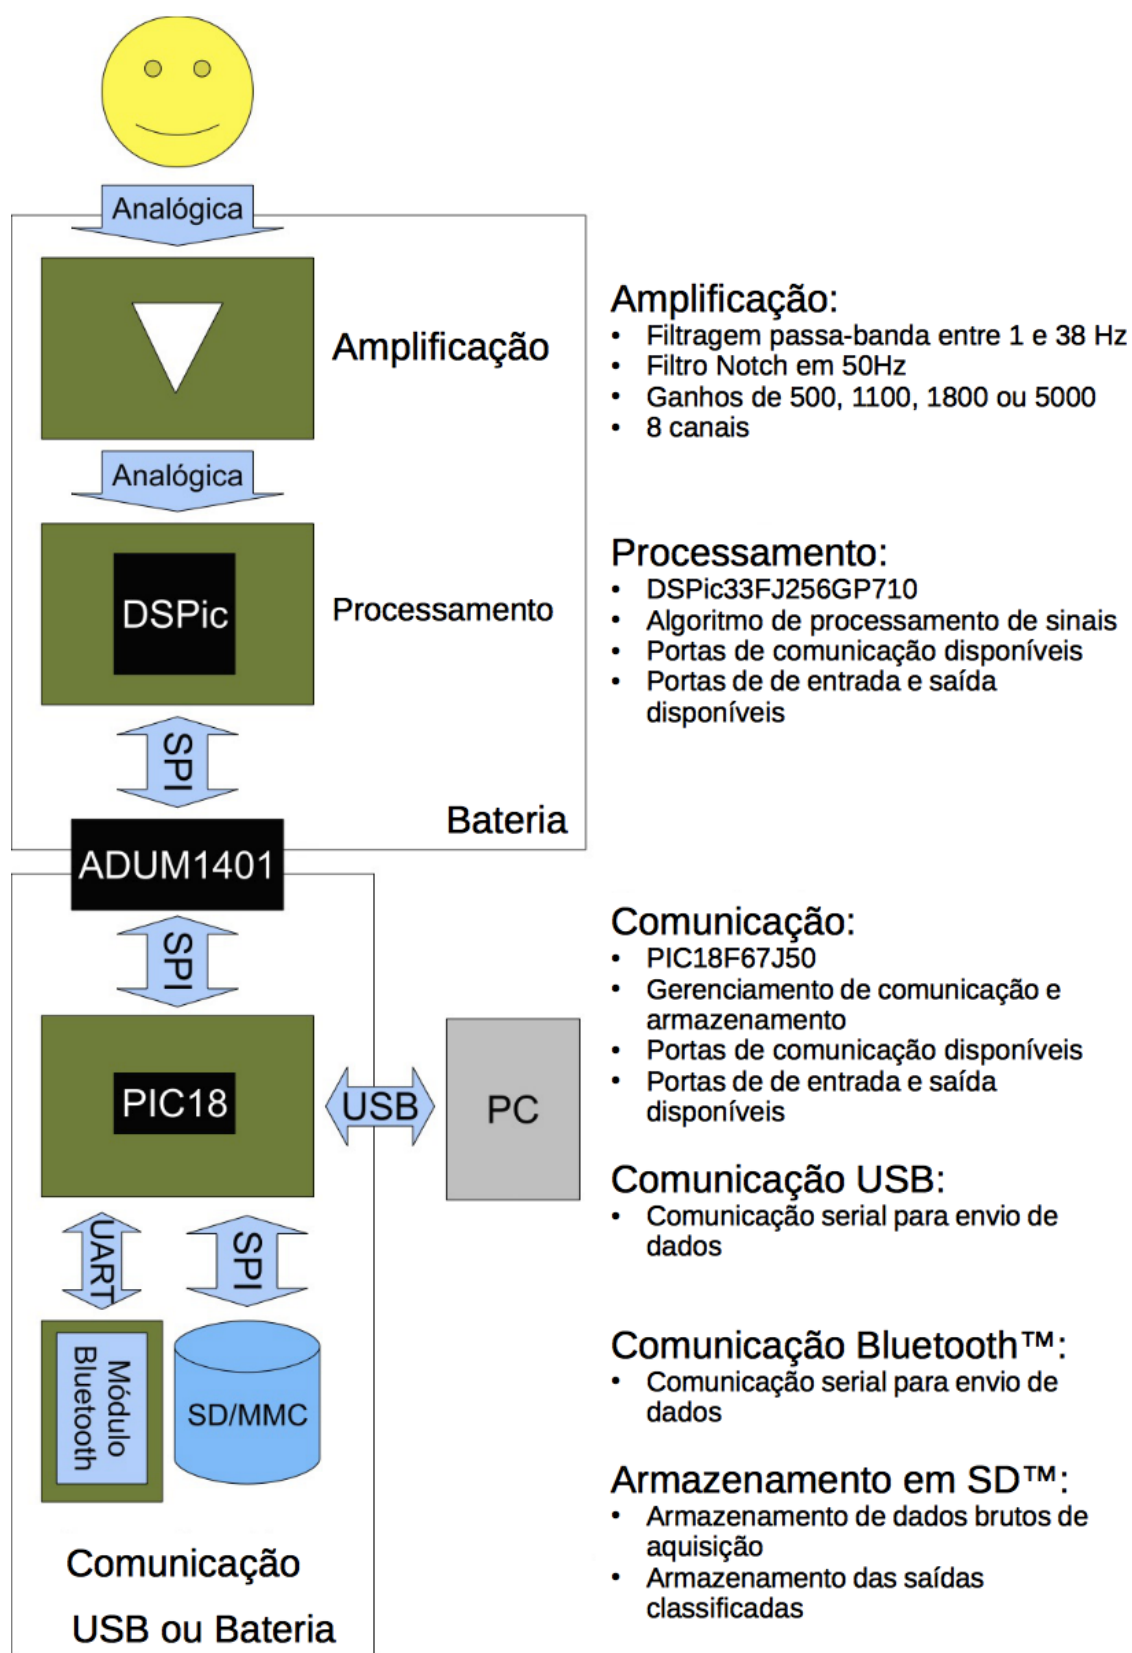 Analógica
Amplificação
Analógica
DSPic
Processamento
SPI
Bateria
ADUM1401
SPI
PIC18
USB
PC
UART
SPI
Módulo
Bluetooth
SD/MMC
Comunicação
USB ou Bateria
Amplificação:
• Filtragem passa-banda entre 1 e 38 Hz
• Filtro Notch em 50Hz
• Ganhos de 500, 1100, 1800 ou 5000
• 8 canais
Processamento:
• DSPic33FJ256GP710
• Algoritmo de processamento de sinais
• Portas de comunicação disponíveis
• Portas de de entrada e saída
disponíveis
Comunicação:
• PIC18F67J50
• Gerenciamento de comunicação e
armazenamento
• Portas de comunicação disponíveis
• Portas de de entrada e saída
disponíveis
Comunicação USB:
• Comunicação serial para envio de
dados
Comunicação Bluetooth™:
• Comunicação serial para envio de
dados
Armazenamento em SD™:
• Armazenamento de dados brutos de
aquisição
• Armazenamento das saídas
classificadas